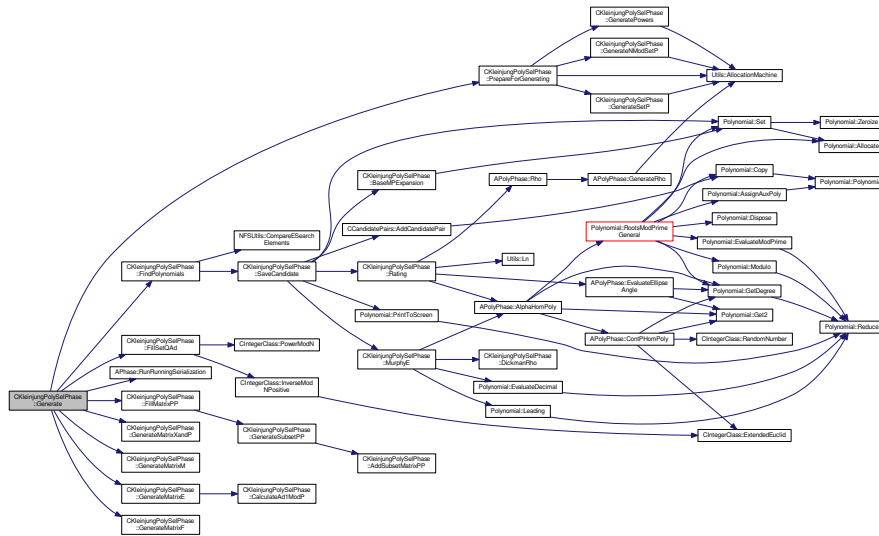 CKleinjungPolySelPhase
::Generate
CKleinjungPolySelPhase
::PrepareForGenerating
CKleinjungPolySelPhase
::GeneratePowers
CKleinjungPolySelPhase
::GenerateNModSetP
CKleinjungPolySelPhase
::GenerateSetP
Utils::AllocationMachine
CKleinjungPolySelPhase
::FindPolynomials
NFSUtils::CompareESearch
Elements
CKleinjungPolySelPhase
::SaveCandidate
CKleinjungPolySelPhase
::BaseMPExpansion
CCandidatePairs::AddCandidatePair
CKleinjungPolySelPhase
::Rating
Polynomial::PrintToScreen
CKleinjungPolySelPhase
::MurphyE
APolyPhase::Rho
APolyPhase::GenerateRho
Utils::Ln
APolyPhase::EvaluateEllipse
Angle
APolyPhase::AlphaHomPoly
APolyPhase::ContPHomPoly
CKleinjungPolySelPhase
::DickmanRho
Polynomial::EvaluateDecimal
Polynomial::Leading
Polynomial::RootsModPrime
General
Polynomial::Set
Polynomial::Zeroize
Polynomial::Allocate
Polynomial::Copy
Polynomial::AssignAuxPoly
Polynomial::Polynomial
Polynomial::Dispose
Polynomial::EvaluateModPrime
Polynomial::Modulo
Polynomial::GetDegree
Polynomial::Get2
Polynomial::Reduce
CIntegerClass::RandomNumber
CIntegerClass::ExtendedEuclid
CKleinjungPolySelPhase
::FillSetQAd
CIntegerClass::PowerModN
CIntegerClass::InverseMod
NPositive
APhase::RunRunningSerialization
CKleinjungPolySelPhase
::FillMatrixPP
CKleinjungPolySelPhase
::GenerateSubsetPP
CKleinjungPolySelPhase
::AddSubsetMatrixPP
CKleinjungPolySelPhase
::GenerateMatrixXandP
CKleinjungPolySelPhase
::GenerateMatrixM
CKleinjungPolySelPhase
::GenerateMatrixE
CKleinjungPolySelPhase
::CalculateAd1ModP
CKleinjungPolySelPhase
::GenerateMatrixF